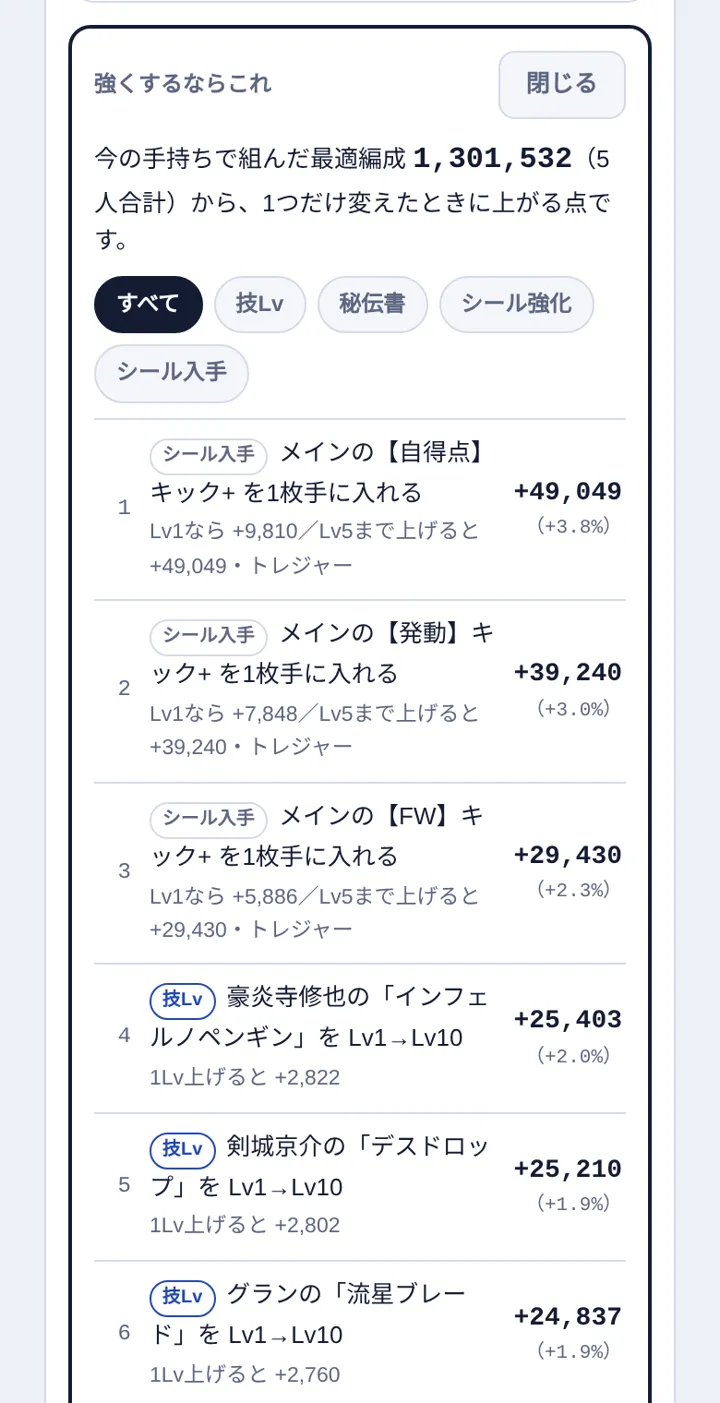 強くするならこれ
閉じる
今の手持ちで組んだ最適編成 1,301,532（5
人合計）から、1つだけ変えたときに上がる点で
す。
すべて
技Lv
秘伝書
シール強化
シール入手
1
シール入手 メインの【自得点】
キック+ を1枚手に入れる
Lv1なら +9,810／Lv5まで上げると
+49,049・トレジャー
+49,049
（+3.8%）
2
シール入手 メインの【発動】キ
ック+ を1枚手に入れる
Lv1なら +7,848／Lv5まで上げると
+39,240・トレジャー
+39,240
（+3.0%）
3
シール入手 メインの【FW】キ
ック+ を1枚手に入れる
Lv1なら +5,886／Lv5まで上げると
+29,430・トレジャー
+29,430
（+2.3%）
4
技Lv 豪炎寺修也の「インフェ
ルノペンギン」を Lv1→Lv10
1Lv上げると +2,822
+25,403
（+2.0%）
5
技Lv 剣城京介の「デスドロッ
プ」を Lv1→Lv10
1Lv上げると +2,802
+25,210
（+1.9%）
6
技Lv グランの「流星ブレー
ド」を Lv1→Lv10
1Lv上げると +2,760
+24,837
（+1.9%）